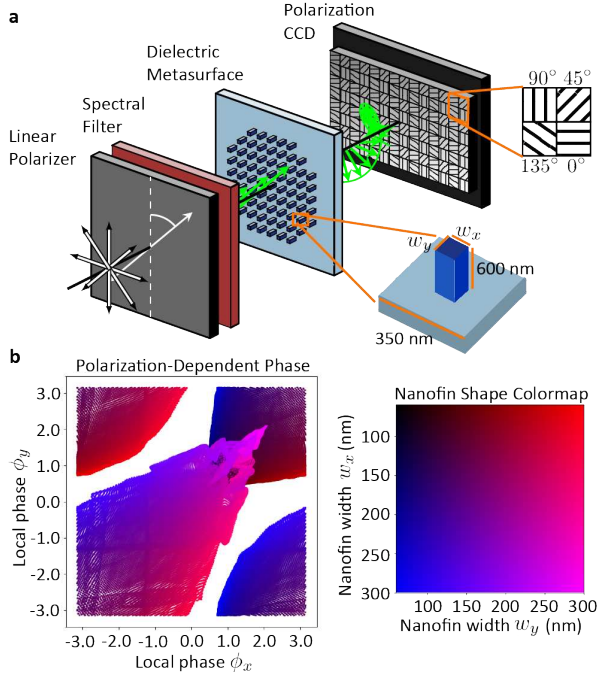 a
Polarization
CCD
Dielectric
Metasurface
Spectral
Filter
Linear
Polarizer
90° 45°
135° 0°
w_y
w_x
600 nm
350 nm
b
Polarization-Dependent Phase
Local phase ϕ_y
3.0
2.0
1.0
0.0
-1.0
-2.0
-3.0
-3.0 -2.0 -1.0 0.0 1.0 2.0 3.0
Local phase ϕ_x
Nanofin Shape Colormap
Nanofin width w_x (nm)
100
150
200
250
300
100 150 200 250 300
Nanofin width w_y (nm)